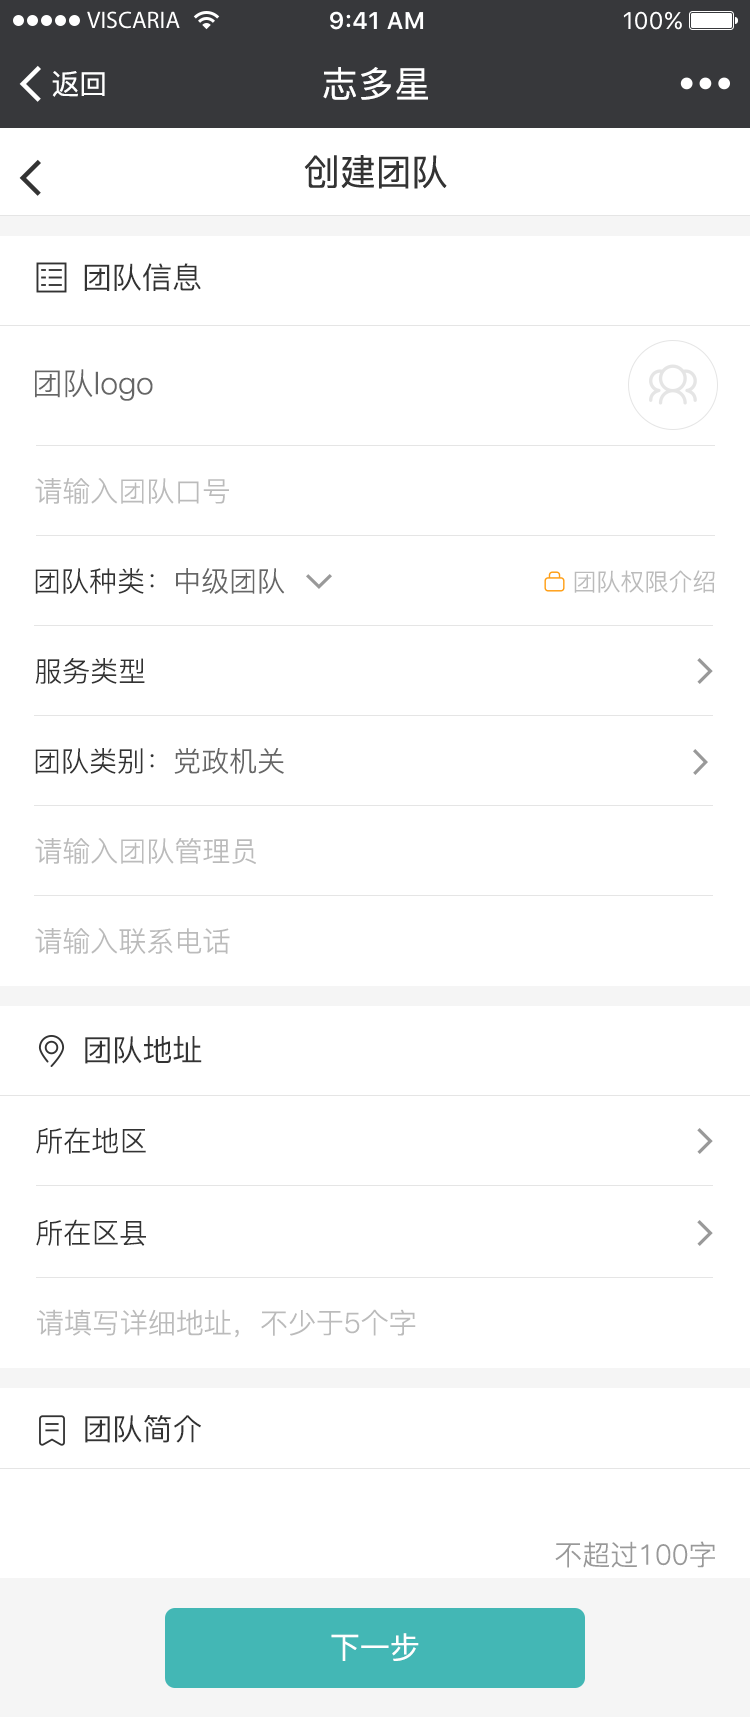 VISCARIA 9:41 AM 100%
返回 志多星
创建团队
团队信息
团队logo
请输入团队口号
团队种类：中级团队 团队权限介绍
服务类型
团队类别：党政机关
请输入团队管理员
请输入联系电话
团队地址
所在地区
所在区县
请填写详细地址，不少于5个字
团队简介
不超过100字
下一步